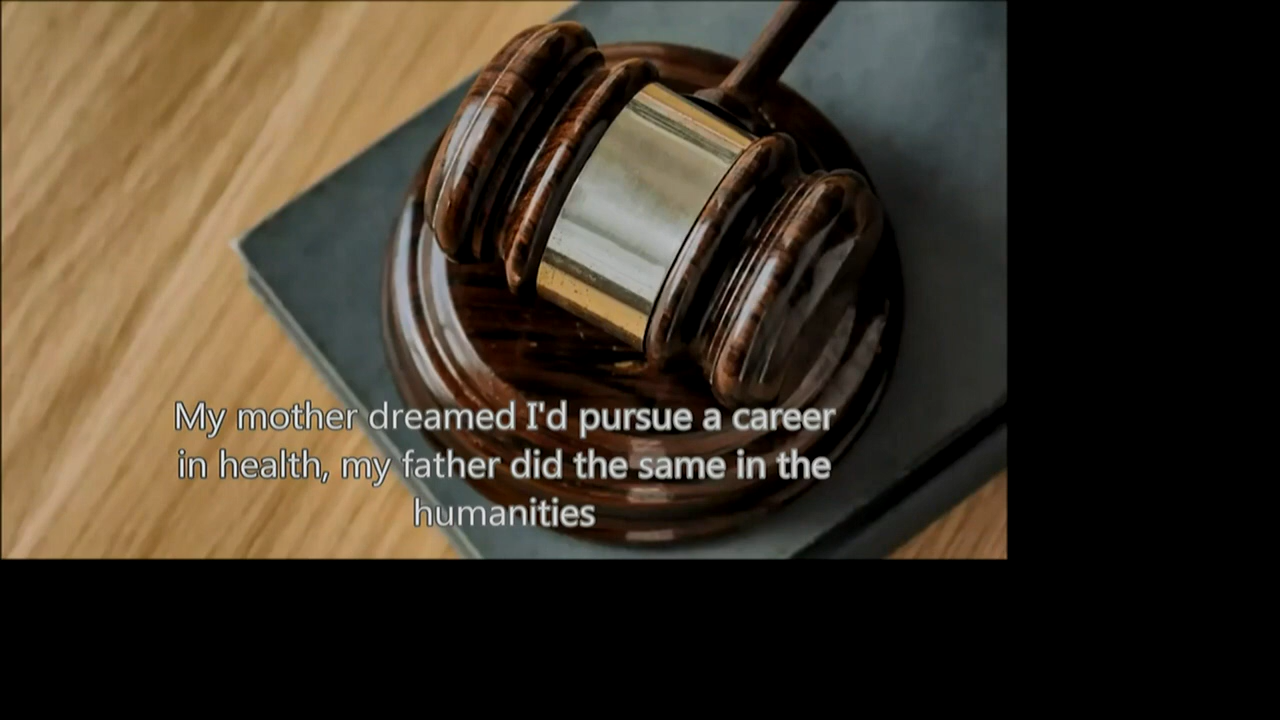 My mother dreamed I'd pursue a career
in health, my father did the same in the
humanities